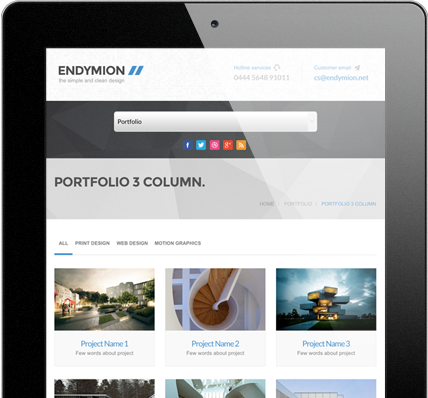 ENDYMION
the simple and clean design
Hotline services
0444 5648 91011
Customer email
cs@endymion.net
Portfolio
PORTFOLIO 3 COLUMN.
HOME / PORTFOLIO / PORTFOLIO 3 COLUMN
ALL PRINT DESIGN WEB DESIGN MOTION GRAPHICS
Project Name 1
Few words about project
Project Name 2
Few words about project
Project Name 3
Few words about project